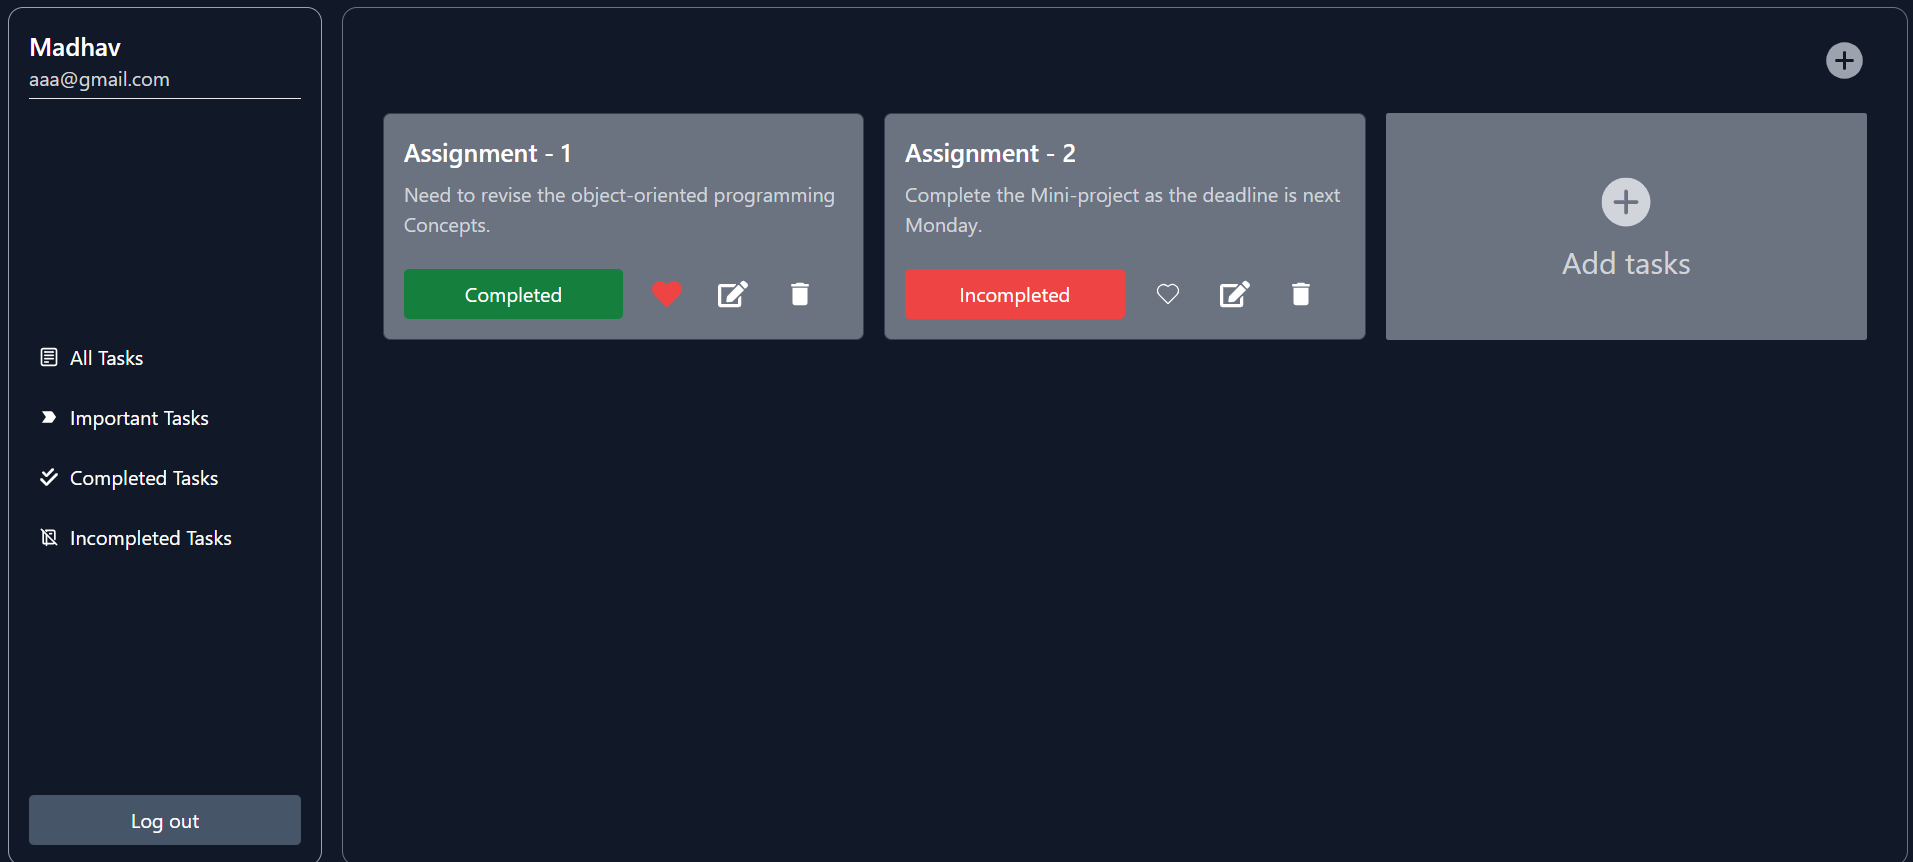 Madhav
aaa@gmail.com
All Tasks
Important Tasks
Completed Tasks
Incompleted Tasks
Log out
Assignment - 1
Need to revise the object-oriented programming
Concepts.
Completed
Assignment - 2
Complete the Mini-project as the deadline is next
Monday.
Incompleted
Add tasks